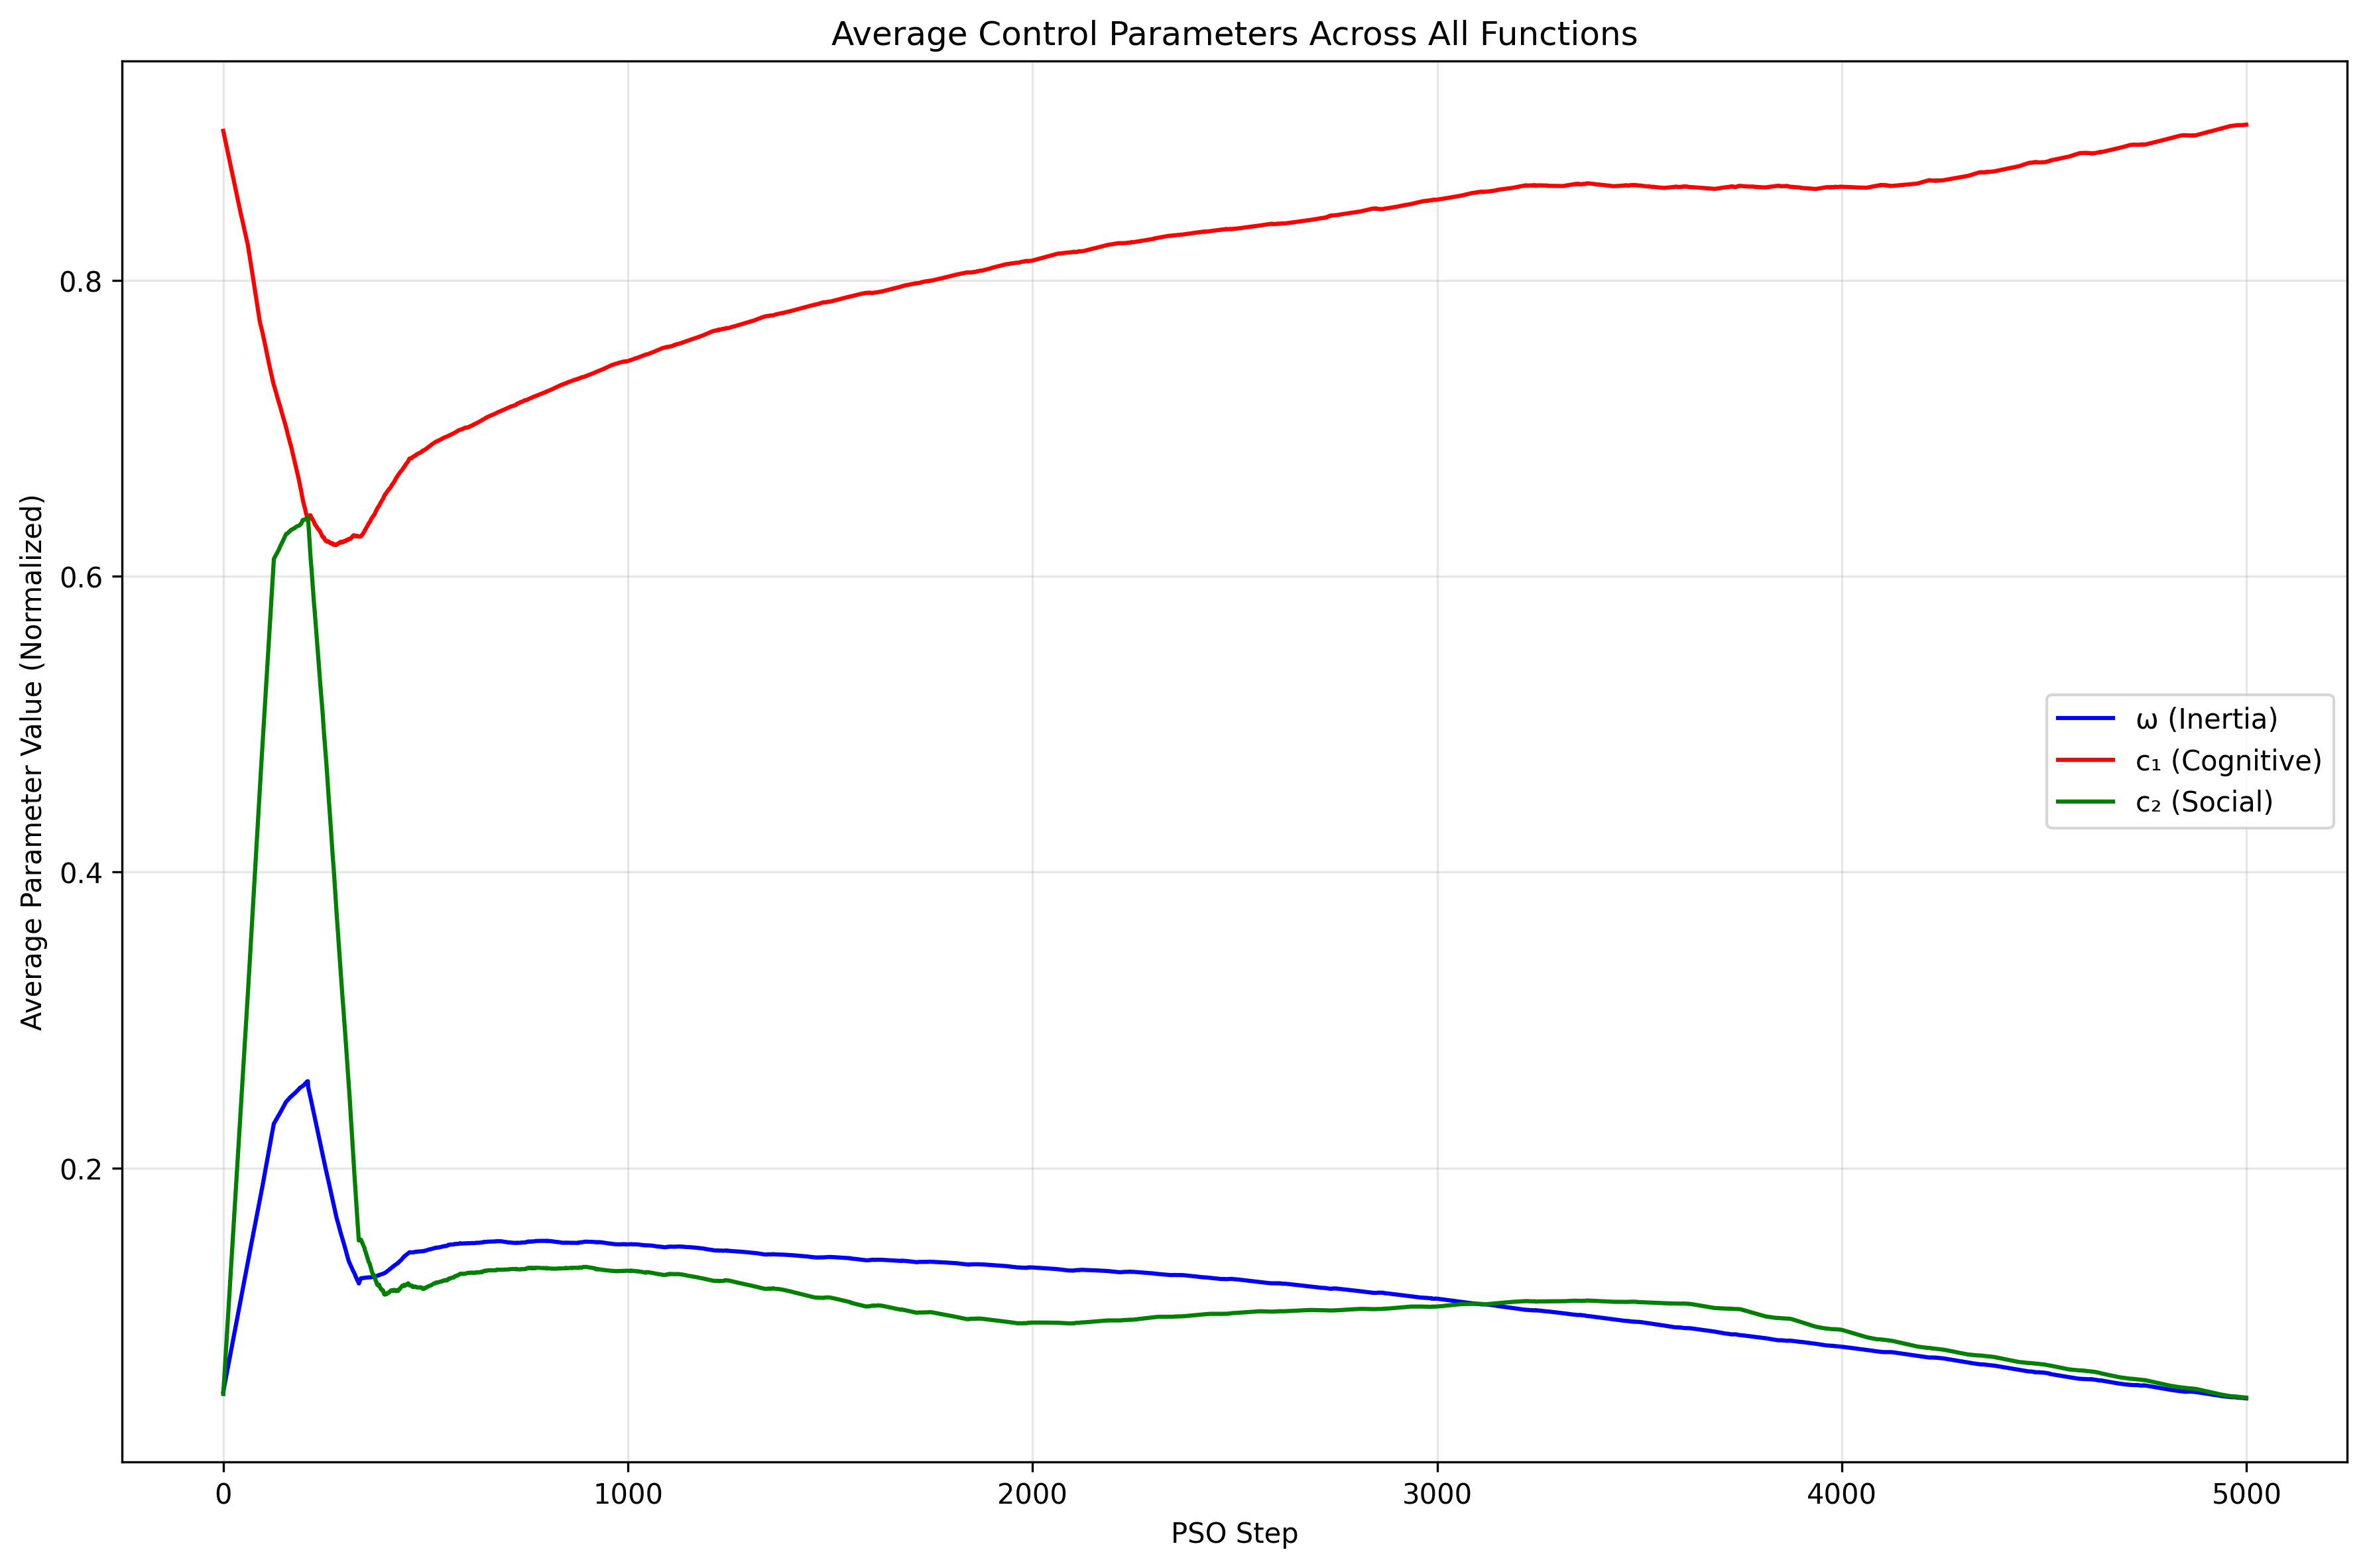 Average Control Parameters Across All Functions
Average Parameter Value (Normalized)
0.8
0.6
0.4
0.2
ω (Inertia)
c₁ (Cognitive)
c₂ (Social)
0 1000 2000 3000 4000 5000
PSO Step